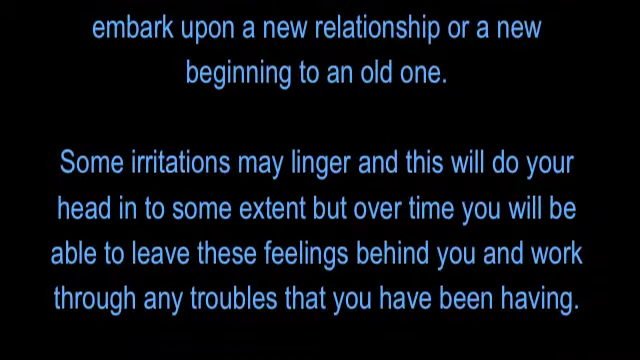 embark upon a new relationship or a new
beginning to an old one.
Some irritations may linger and this will do your
head in to some extent but over time you will be
able to leave these feelings behind you and work
through any troubles that you have been having.